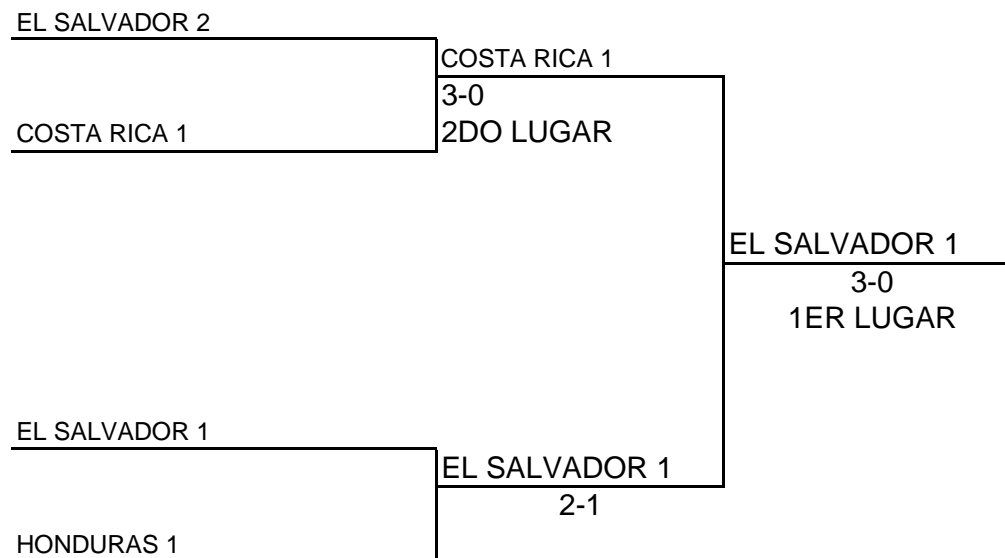 EL SALVADOR 2
COSTA RICA 1
3-0
COSTA RICA 1
2DO LUGAR
EL SALVADOR 1
3-0
1ER LUGAR
EL SALVADOR 1
EL SALVADOR 1
2-1
HONDURAS 1